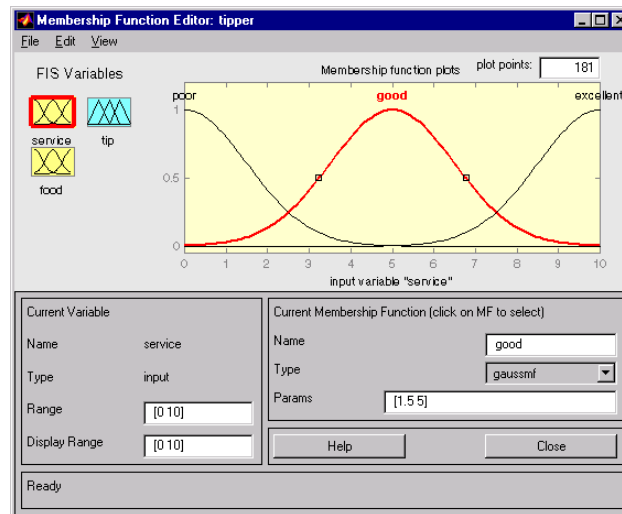 Membership Function Editor: tipper
File Edit View
FIS Variables
Membership function plots plot points: 181
poor good excellent
1
service tip
0.5
food
0
0 1 2 3 4 5 6 7 8 9 10
input variable "service"
Current Variable
Current Membership Function (click on MF to select)
Name service
Name good
Type input
Type gaussmf
Params [1.5 5]
Range [0 10]
Display Range [0 10]
Help Close
Ready